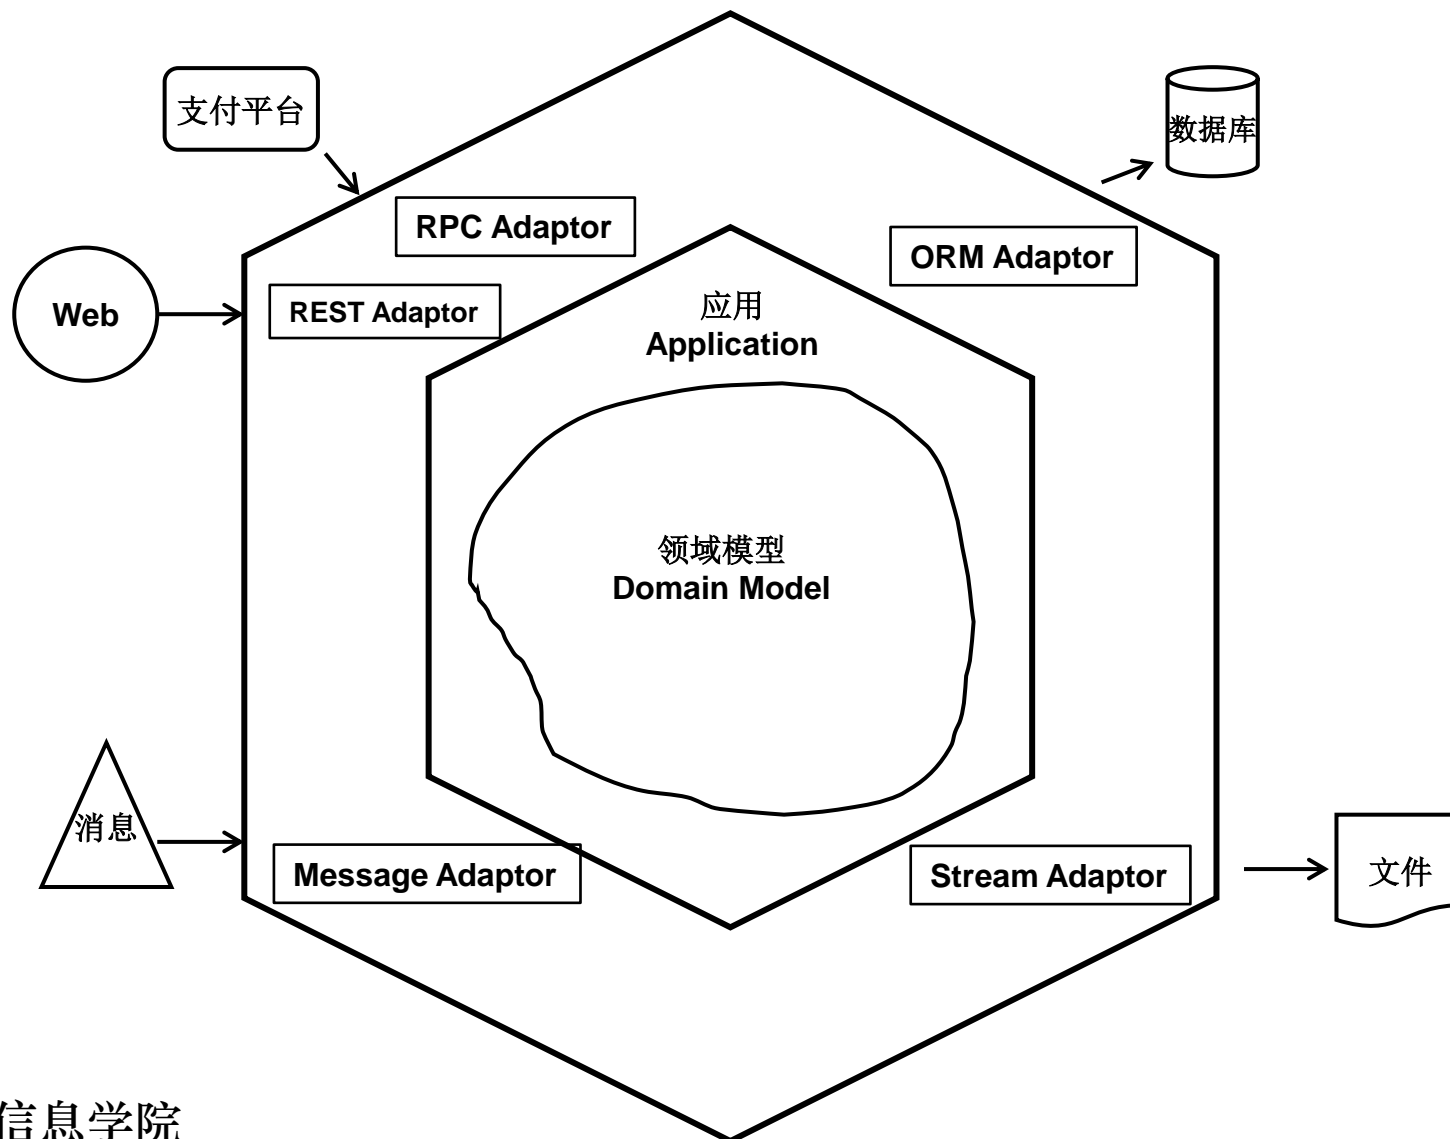 支付平台
数据库
RPC Adaptor
ORM Adaptor
Web
REST Adaptor
应用
Application
领域模型
Domain Model
消息
Message Adaptor
Stream Adaptor
文件
信息学院